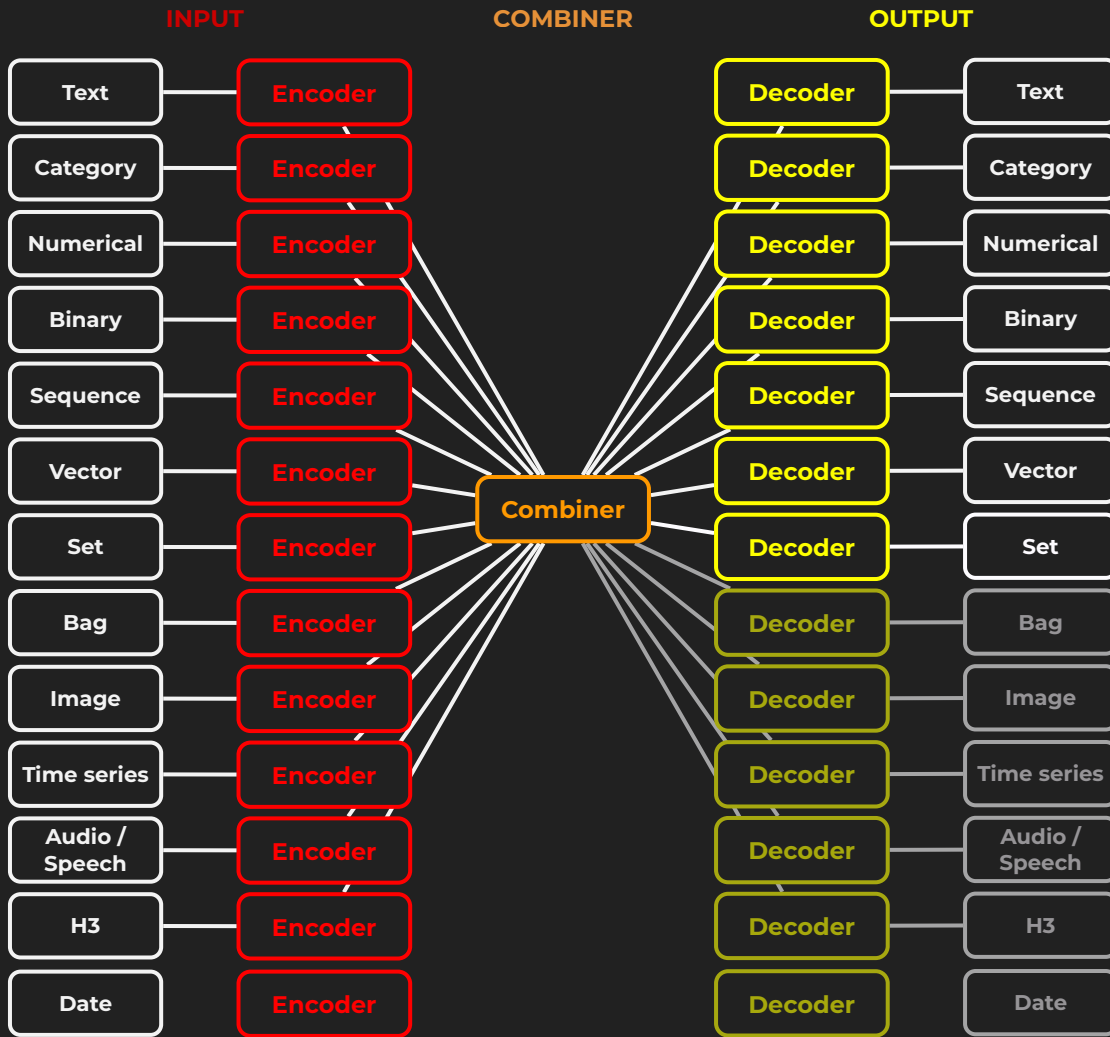 INPUT COMBINER OUTPUT
Text Encoder Decoder Text
Category Encoder Decoder Category
Numerical Encoder Decoder Numerical
Binary Encoder Decoder Binary
Sequence Encoder Decoder Sequence
Vector Encoder Decoder Vector
Combiner
Set Encoder Decoder Set
Bag Encoder Decoder Bag
Image Encoder Decoder Image
Time series Encoder Decoder Time series
Audio /
Speech Encoder Decoder Audio /
Speech
H3 Encoder Decoder H3
Date Encoder Decoder Date